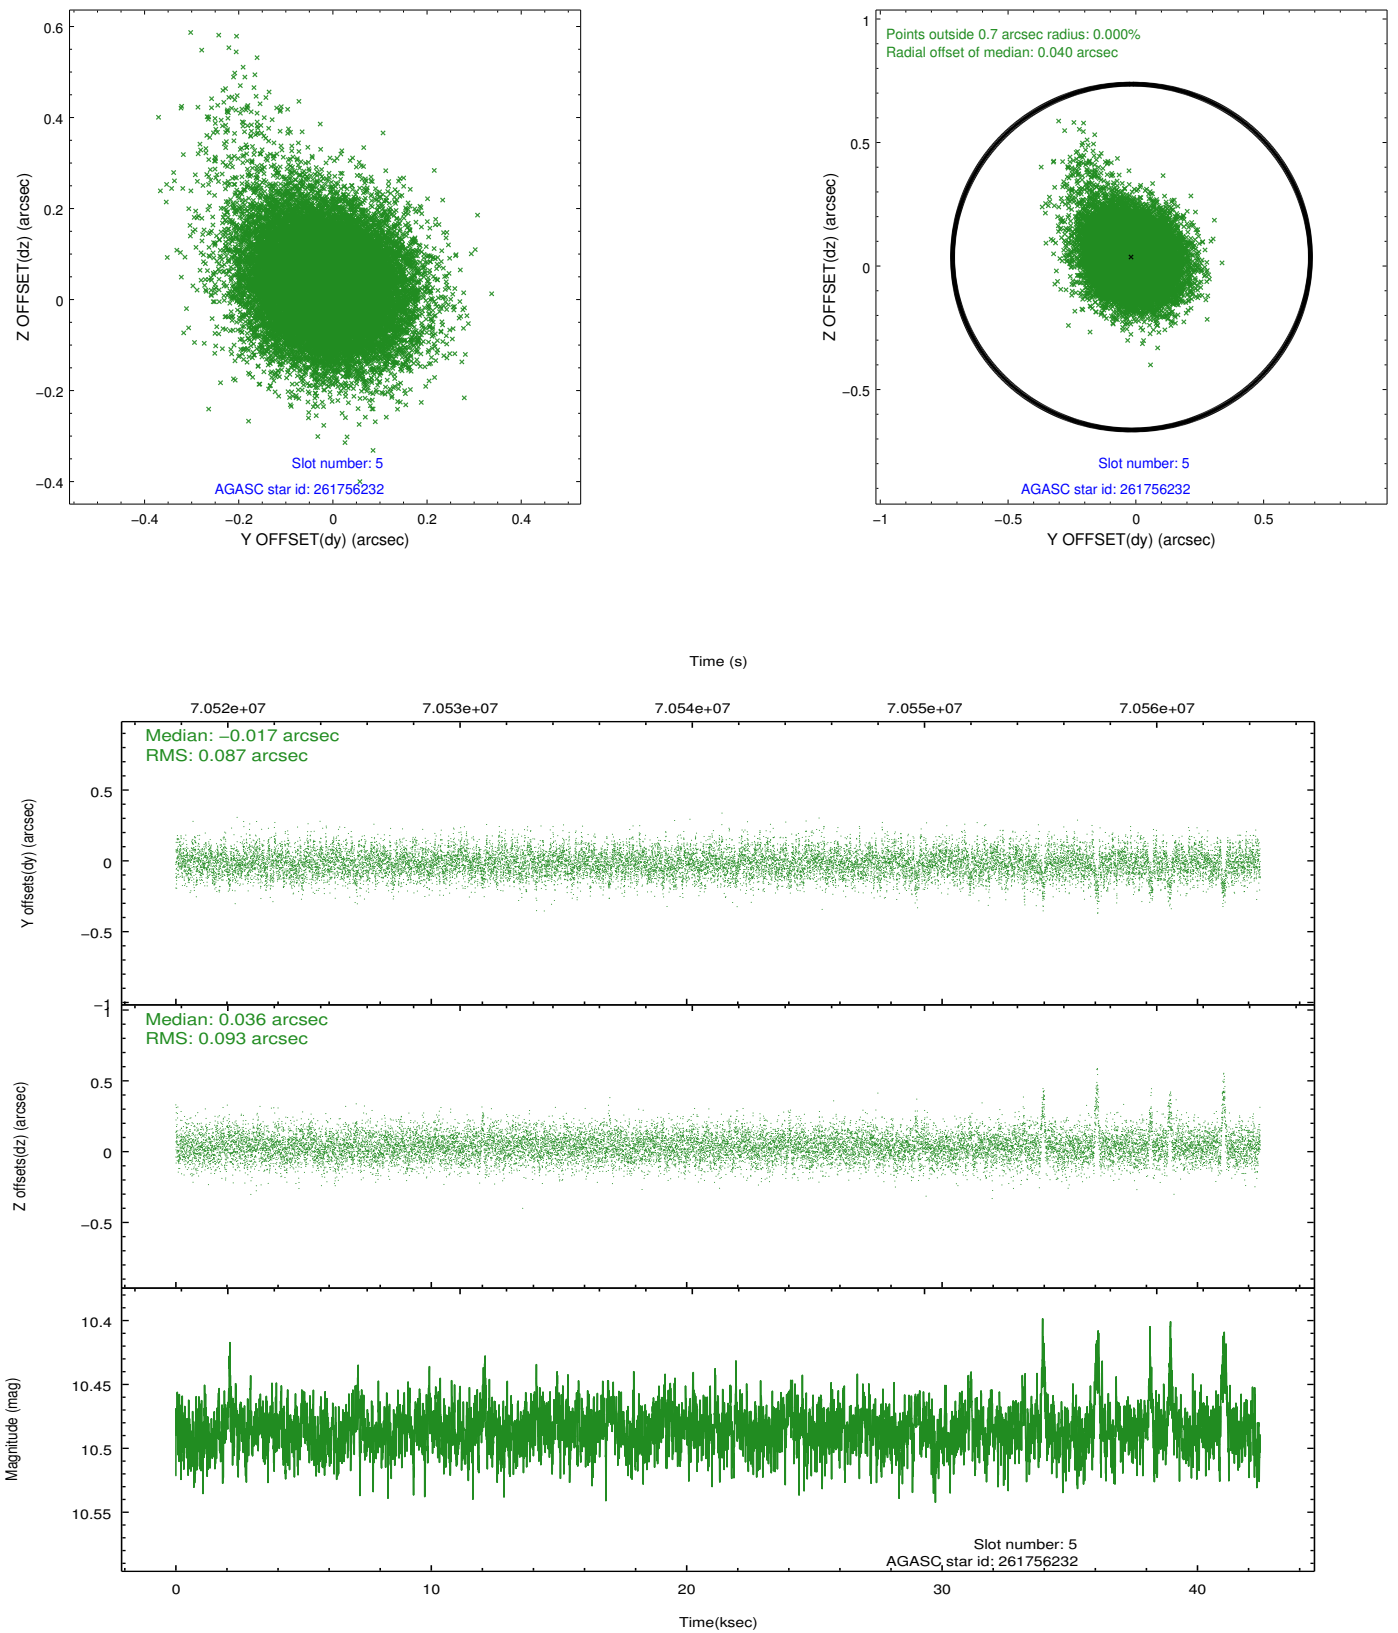 0.6
0.4
0.2
0
−0.2
−0.4
Z OFFSET(dz) (arcsec)
Slot number: 5
AGASC star id: 261756232
−0.4 −0.2 0 0.2 0.4
Y OFFSET(dy) (arcsec)
1
0.5
0
−0.5
Z OFFSET(dz) (arcsec)
Points outside 0.7 arcsec radius: 0.000%
Radial offset of median: 0.040 arcsec
Slot number: 5
AGASC star id: 261756232
−1 −0.5 0 0.5
Y OFFSET(dy) (arcsec)
Time (s)
7.052e+07 7.053e+07 7.054e+07 7.055e+07 7.056e+07
Median: −0.017 arcsec
RMS: 0.087 arcsec
0.5
0
−0.5
−1
Y offsets(dy) (arcsec)
Median: 0.036 arcsec
RMS: 0.093 arcsec
1
0.5
0
−0.5
Z offsets(dz) (arcsec)
10.4
10.45
10.5
10.55
Magnitude (mag)
Slot number: 5
AGASC star id: 261756232
0 10 20 30 40
Time(ksec)